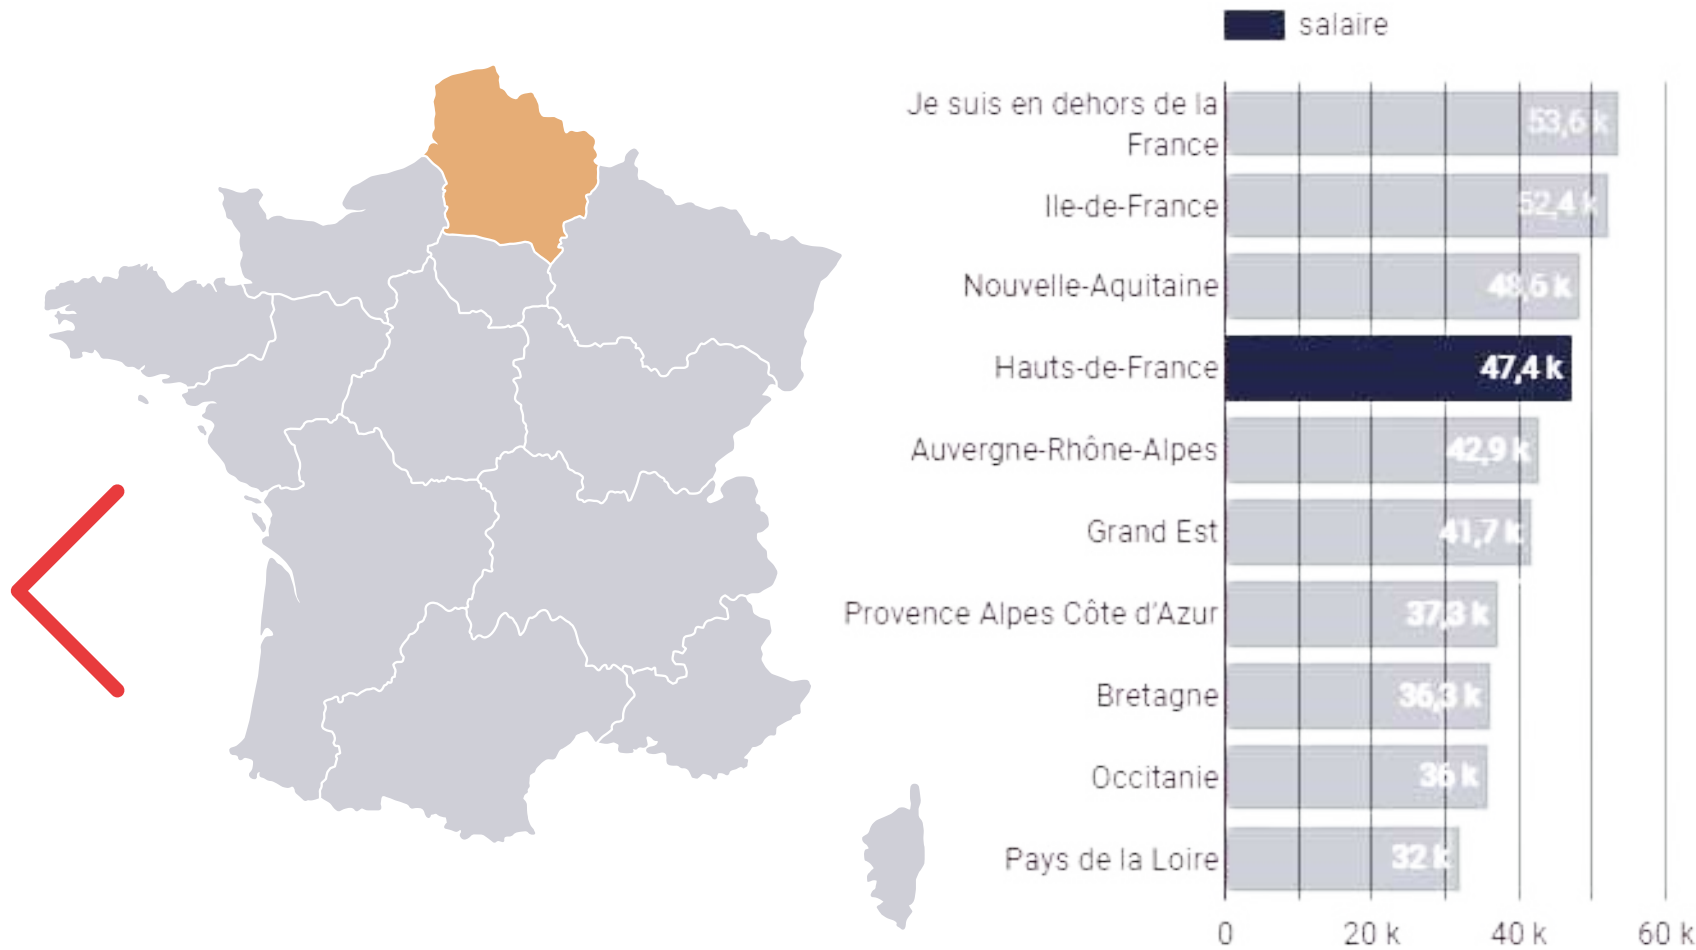 salaire
Je suis en dehors de la
France
53,6 k
Ile-de-France
52,4 k
Nouvelle-Aquitaine
48,6 k
Hauts-de-France
47,4 k
Auvergne-Rhône-Alpes
42,9 k
Grand Est
41,7 k
Provence Alpes Côte d'Azur
37,3 k
Bretagne
36,3 k
Occitanie
36 k
Pays de la Loire
32 k
0
20 k
40 k
60 k